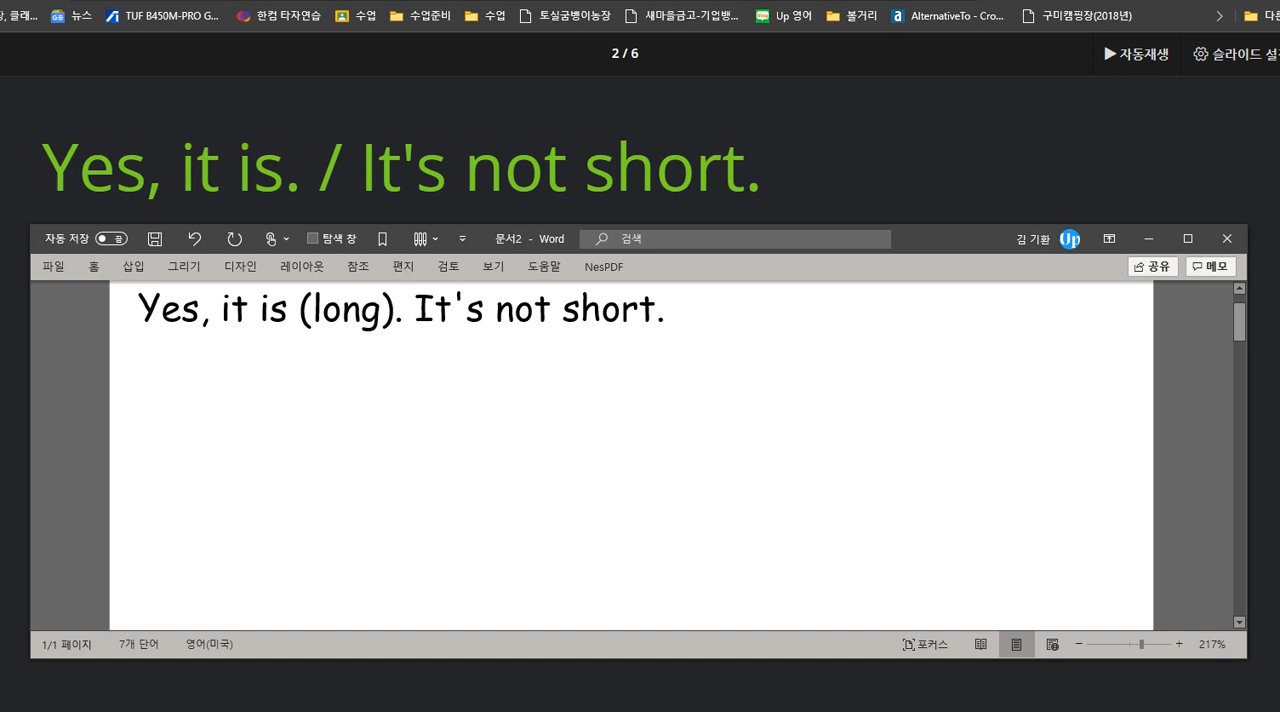 클래...
뉴스
TUF B450M-PRO G...
한컴 타자연습
수업
수업준비
수업
토실굼벵이농장
새마을금고-기업뱅...
Up 영어
볼거리
AlternativeTo - Cro...
구미캠핑장(2018년)
2 / 6
▶ 자동재생
슬라이드
Yes, it is. / It's not short.
자동 저장
끔
탐색 창
문서2 - Word
검색
김 기환
Up
파일
홈
삽입
그리기
디자인
레이아웃
참조
편지
검토
보기
도움말
NesPDF
공유
메모
Yes, it is (long). It's not short.
1/1 페이지
7개 단어
영어(미국)
포커스
217%